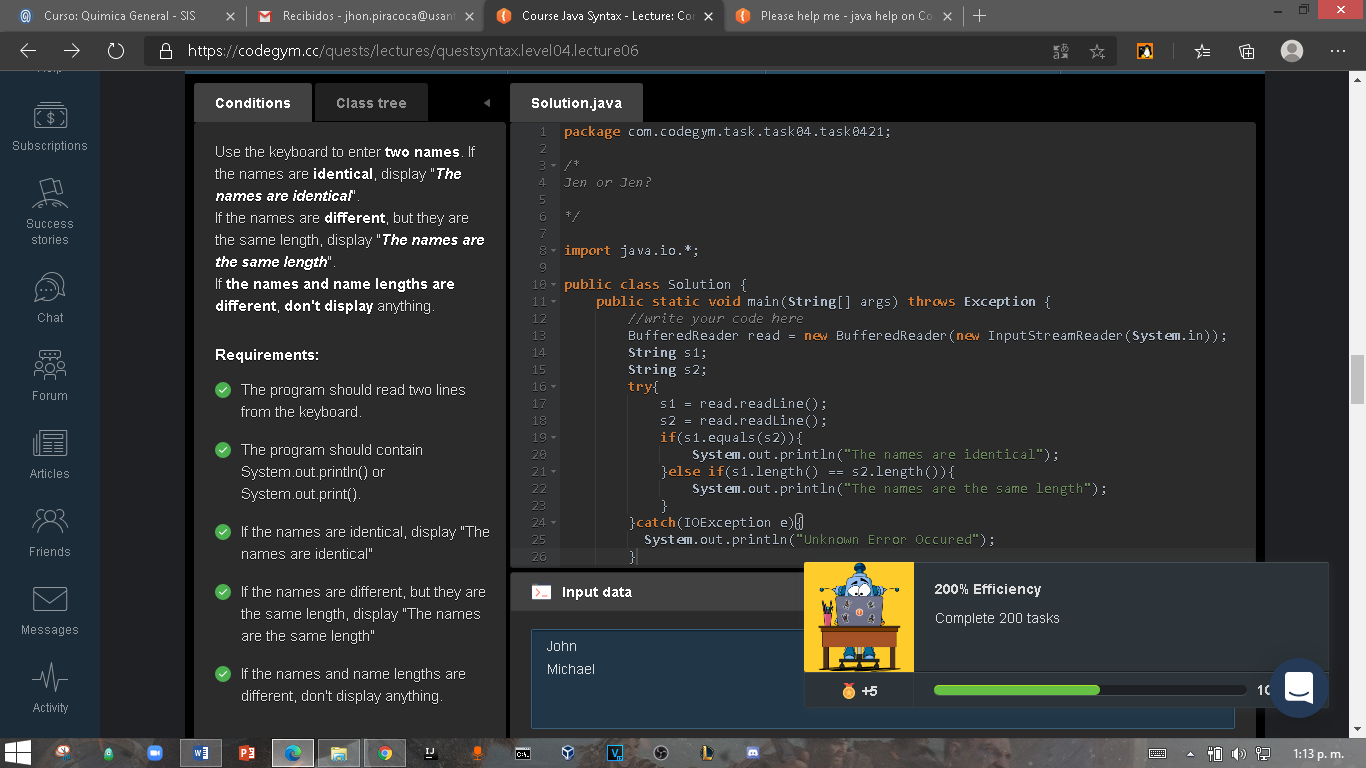 Curso: Quimica General - SIS
Recibidos - jhon.piracoca@usant
Course Java Syntax - Lecture: Co
Please help me - java help on Co
https://codegym.cc/quests/lectures/questsyntax.level04.lecture06
Subscriptions
Success
stories
Chat
Forum
Articles
Friends
Messages
Activity
Conditions
Class tree
Use the keyboard to enter two names. If
the names are identical, display "The
names are identical".
If the names are different, but they are
the same length, display "The names are
the same length".
If the names and name lengths are
different, don't display anything.
Requirements:
The program should read two lines
from the keyboard.
The program should contain
System.out.println() or
System.out.print().
If the names are identical, display "The
names are identical"
If the names are different, but they are
the same length, display "The names
are the same length"
If the names and name lengths are
different, don't display anything.
Solution.java
1 package com.codegym.task.task04.task0421;
2
3 /*
4 Jen or Jen?
5
6 */
7
8 import java.io.*;
9
10 public class Solution {
11 public static void main(String[] args) throws Exception {
12 //write your code here
13 BufferedReader read = new BufferedReader(new InputStreamReader(System.in));
14 String s1;
15 String s2;
16 try{
17 s1 = read.readLine();
18 s2 = read.readLine();
19 if(s1.equals(s2)){
20 System.out.println("The names are identical");
21 }else if(s1.length() == s2.length()){
22 System.out.println("The names are the same length");
23 }
24 }catch(IOException e){
25 System.out.println("Unknown Error Occured");
26 }
Input data
John
Michael
200% Efficiency
Complete 200 tasks
+5
1:13 p. m.